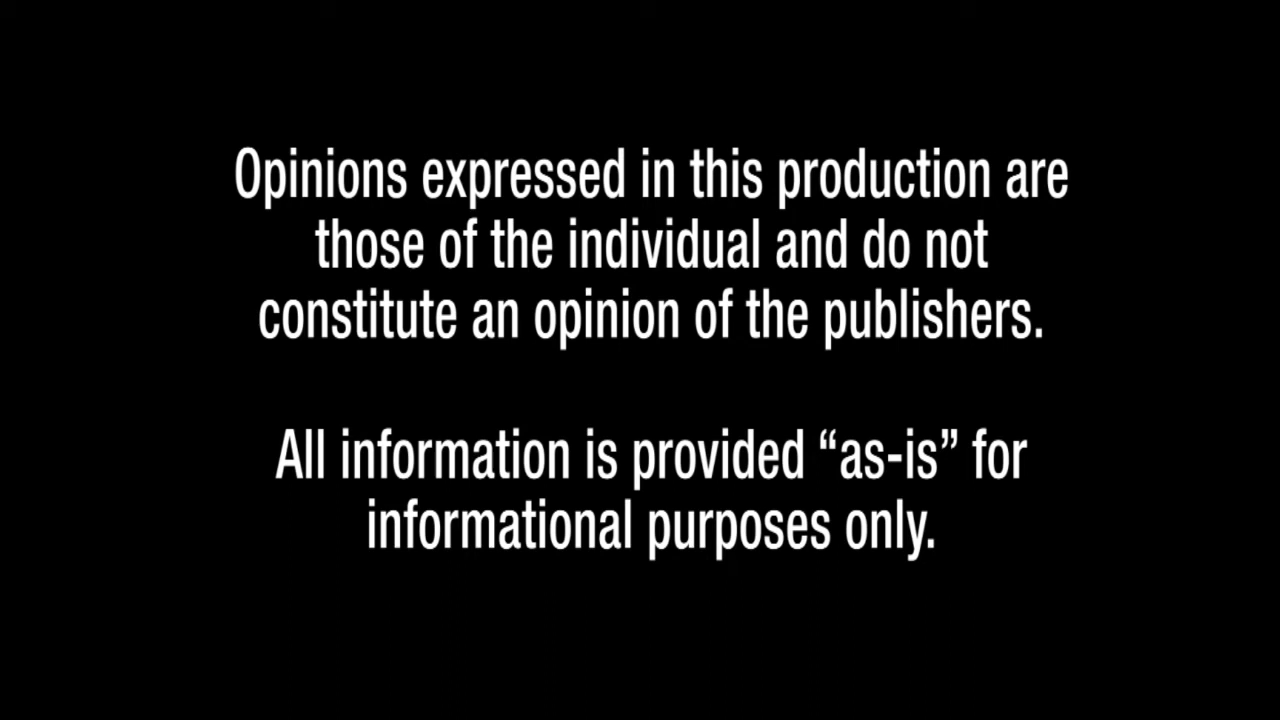 Opinions expressed in this production are
those of the individual and do not
constitute an opinion of the publishers.
All information is provided “as-is” for
informational purposes only.